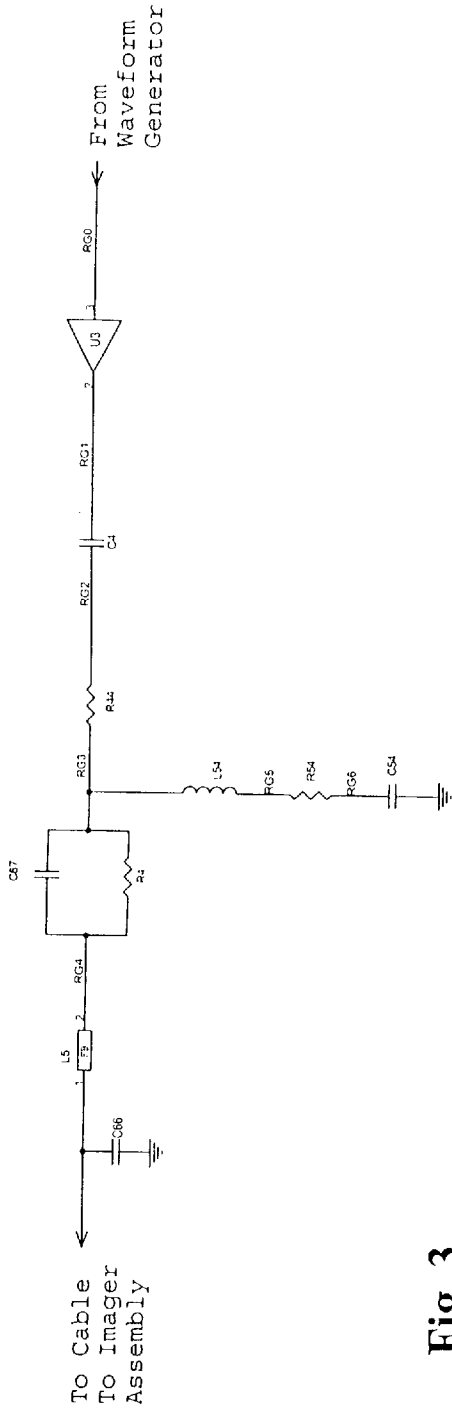 From
Waveform
Generator
RG0
3
U3
2
RG1
C4
RG2
R44
RG3
L54
RG5
R54
RG6
C54
C67
R4
RG4
2
L5
1
C66
To Cable
To Imager
Assembly
Fig. 3